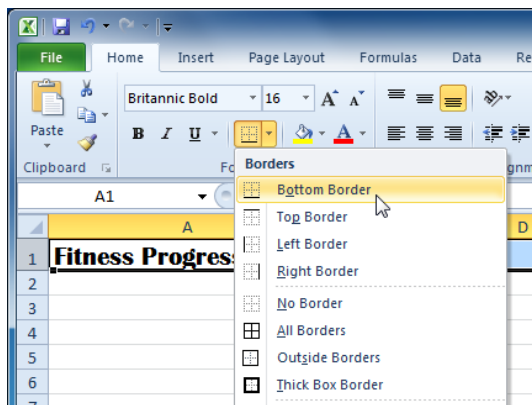 File Home Insert Page Layout Formulas Data Re
Britannic Bold 16 A A
Paste B I U A
Clipboard Fo gnm
Borders
A1
Bottom Border
Top Border
Left Border
Right Border
No Border
All Borders
Outside Borders
Thick Box Border
A D
1 Fitness Progress
2
3
4
5
6
7